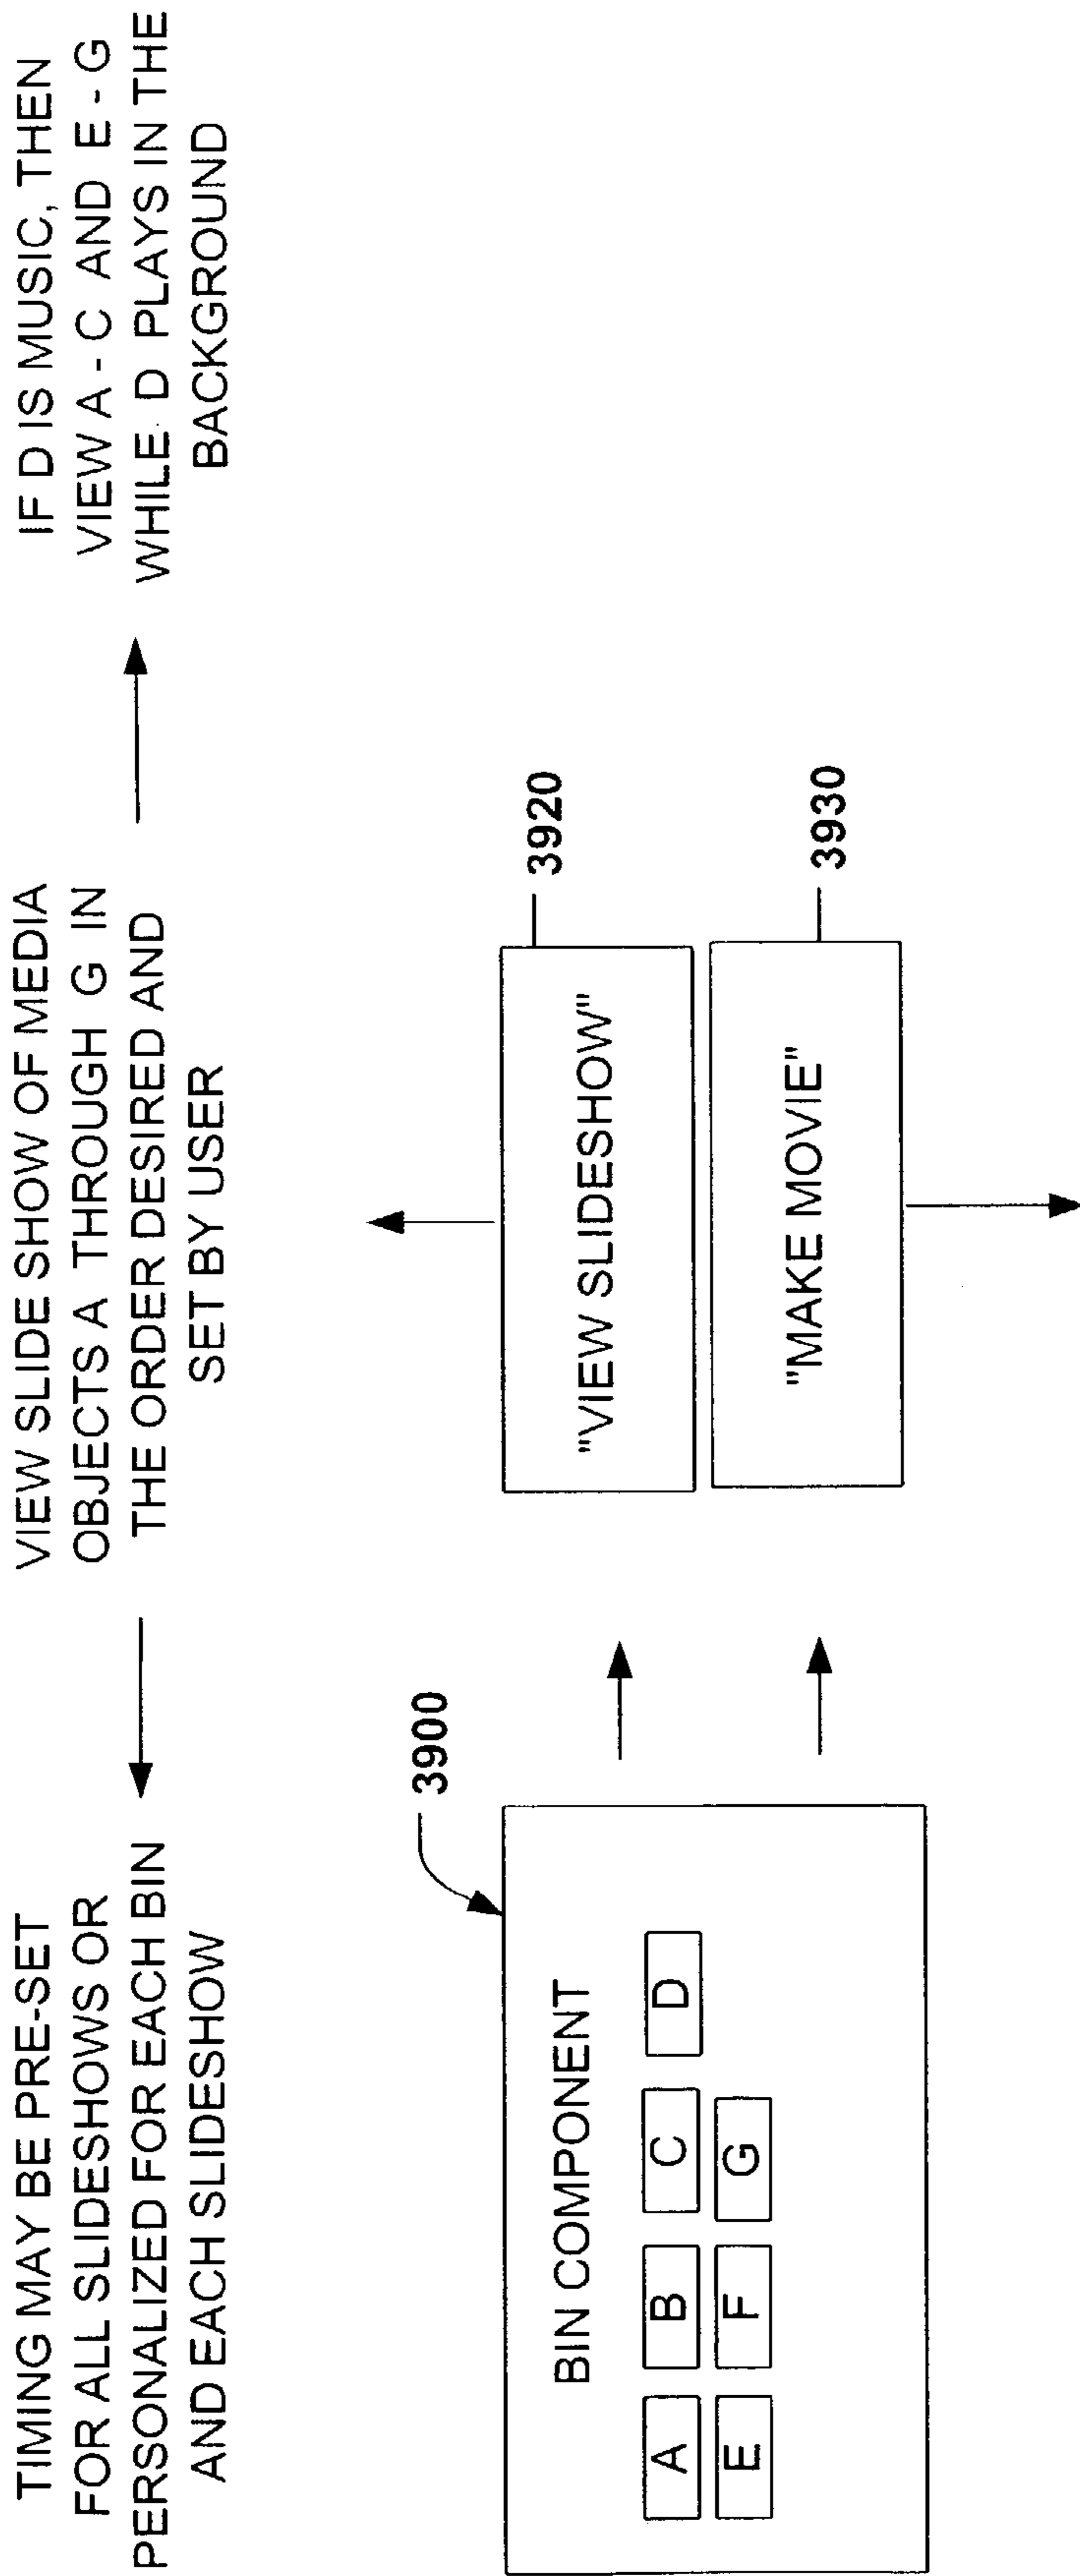 TIMING MAY BE PRE-SET
FOR ALL SLIDESHOWS OR
PERSONALIZED FOR EACH BIN
AND EACH SLIDESHOW
VIEW SLIDE SHOW OF MEDIA
OBJECTS A THROUGH G IN
THE ORDER DESIRED AND
SET BY USER
IF D IS MUSIC, THEN
VIEW A - C AND E - G
WHILE D PLAYS IN THE
BACKGROUND
3900
BIN COMPONENT
A B C D
E F G
"VIEW SLIDESHOW"
3920
"MAKE MOVIE"
3930